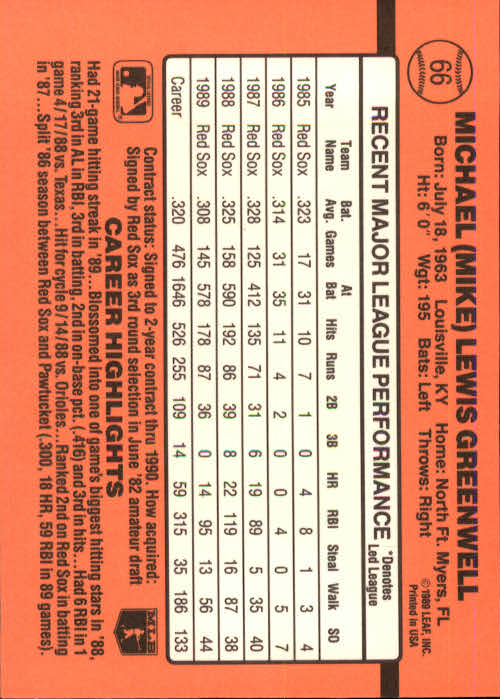 66
MICHAEL (MIKE) LEWIS GREENWELL
Born: July 18, 1963 Louisville, KY Home: North Ft. Myers, FL
Ht: 6' 0" Wgt: 195 Bats: Left Throws: Right
© 1989 LEAF, INC.
Printed in USA
RECENT MAJOR LEAGUE PERFORMANCE
*Denotes
Led League
Year Team Name Bat. Avg. Games At Bat Hits Runs 2B 3B HR RBI Steal Walk SO
1985 Red Sox .323 17 31 10 7 1 0 4 8 1 3 4
1986 Red Sox .314 31 35 11 4 2 0 0 4 0 5 7
1987 Red Sox .328 125 412 135 71 31 6 19 89 5 35 40
1988 Red Sox .325 158 590 192 86 39 8 22 119 16 87 38
1989 Red Sox .308 145 578 178 87 36 0 14 95 13 56 44
Career .320 476 1646 526 255 109 14 59 315 35 186 133
Contract status: Signed to 2-year contract thru 1990. How acquired:
Signed by Red Sox as 3rd round selection in June '82 amateur draft
MLB
CAREER HIGHLIGHTS
Had 21-game hitting streak in '89...Blossomed into one of game's biggest hitting stars in '88,
ranking 3rd in AL in RBI, 3rd in batting, 2nd in on-base pct. (.416) and 3rd in hits...Had 6 RBI in 1
game 4/17/88 vs. Texas...Hit for cycle 9/14/88 vs. Orioles...Ranked 2nd on Red Sox in batting
in '87...Split '86 season between Red Sox and Pawtucket (.300, 18 HR, 59 RBI in 89 games).